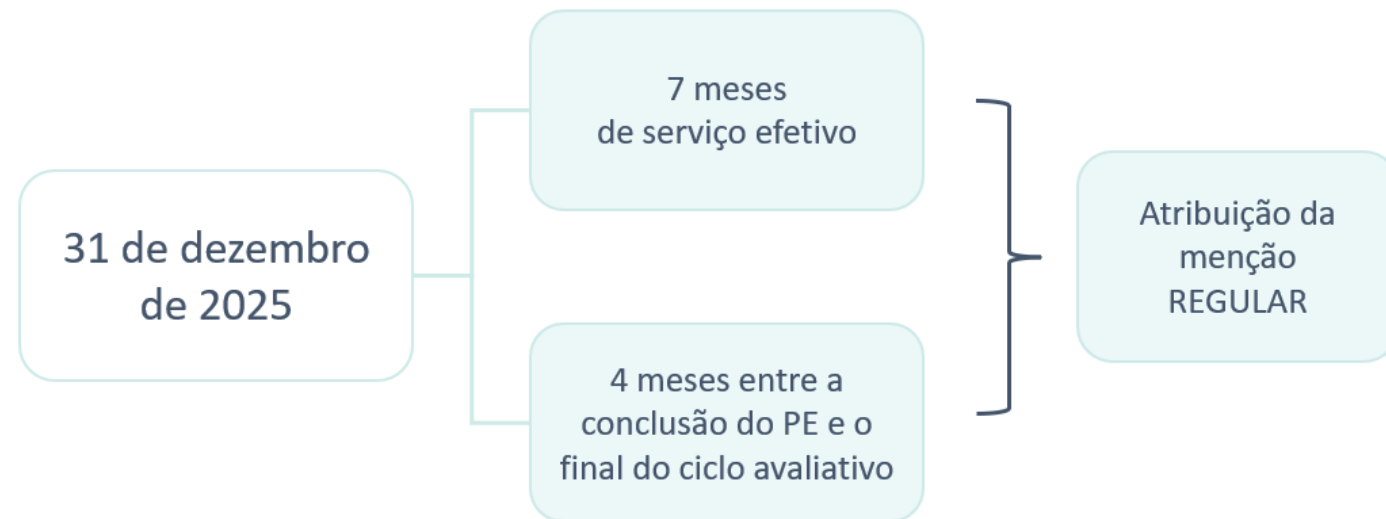 31 de dezembro
de 2025
7 meses
de serviço efetivo
4 meses entre a
conclusão do PE e o
final do ciclo avaliativo
Atribuição da
menção
REGULAR